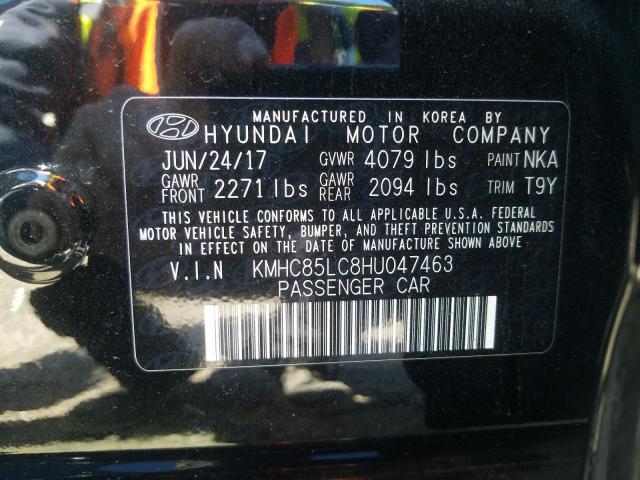 MANUFACTURED IN KOREA BY
HYUNDAI MOTOR COMPANY
JUN/24/17 GVWR 4079 lbs PAINT NKA
GAWR FRONT 2271 lbs GAWR REAR 2094 lbs TRIM T9Y
THIS VEHICLE CONFORMS TO ALL APPLICABLE U.S.A. FEDERAL
MOTOR VEHICLE SAFETY, BUMPER, AND THEFT PREVENTION STANDARDS
IN EFFECT ON THE DATE OF MANUFACTURE SHOWN ABOVE
V.I.N KMHC85LC8HU047463
PASSENGER CAR